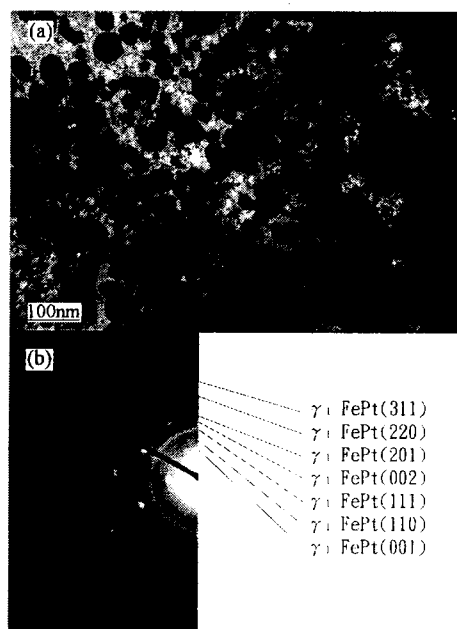 (a)
100nm
(b)
γ₁ FePt(311)
γ₁ FePt(220)
γ₁ FePt(201)
γ₁ FePt(002)
γ₁ FePt(111)
γ₁ FePt(110)
γ₁ FePt(001)